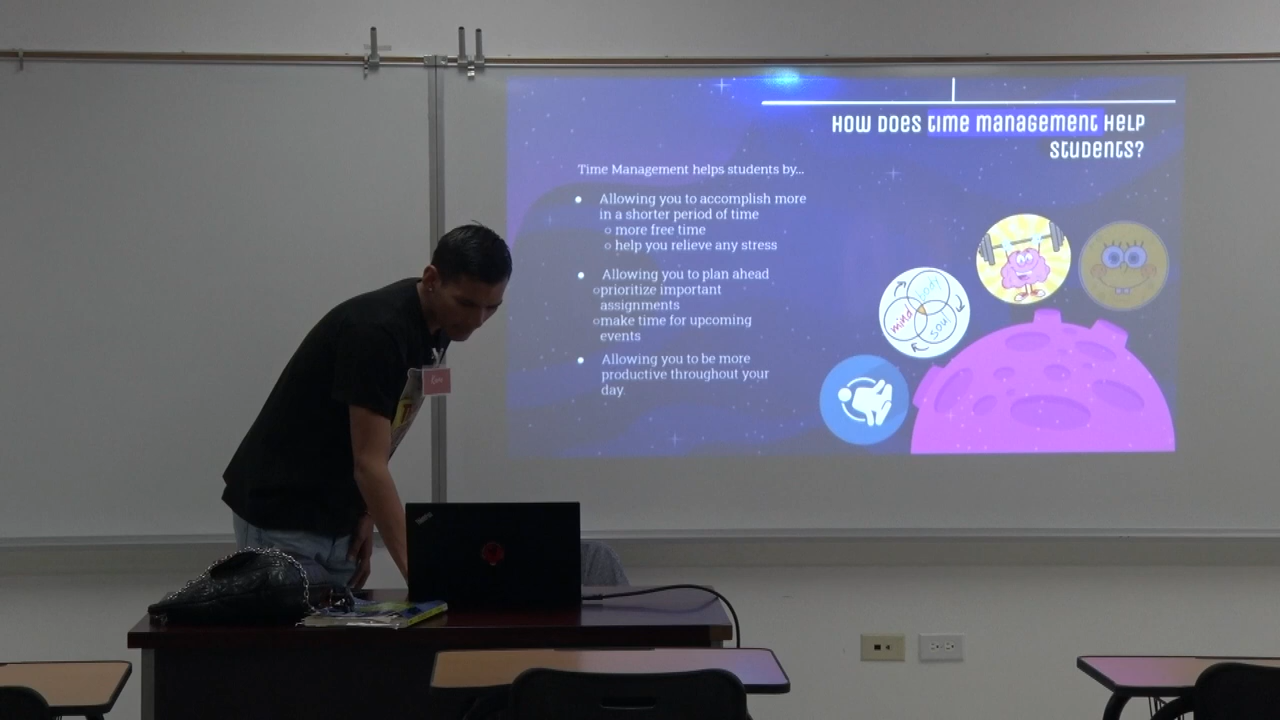 HOW DOES TIME MANAGEMENT HELP
STUDENTS?
Time Management helps students by...
● Allowing you to accomplish more
in a shorter period of time
○ more free time
○ help you relieve any stress
● Allowing you to plan ahead
○prioritize important
assignments
○make time for upcoming
events
● Allowing you to be more
productive throughout your
day.
body
mind
soul